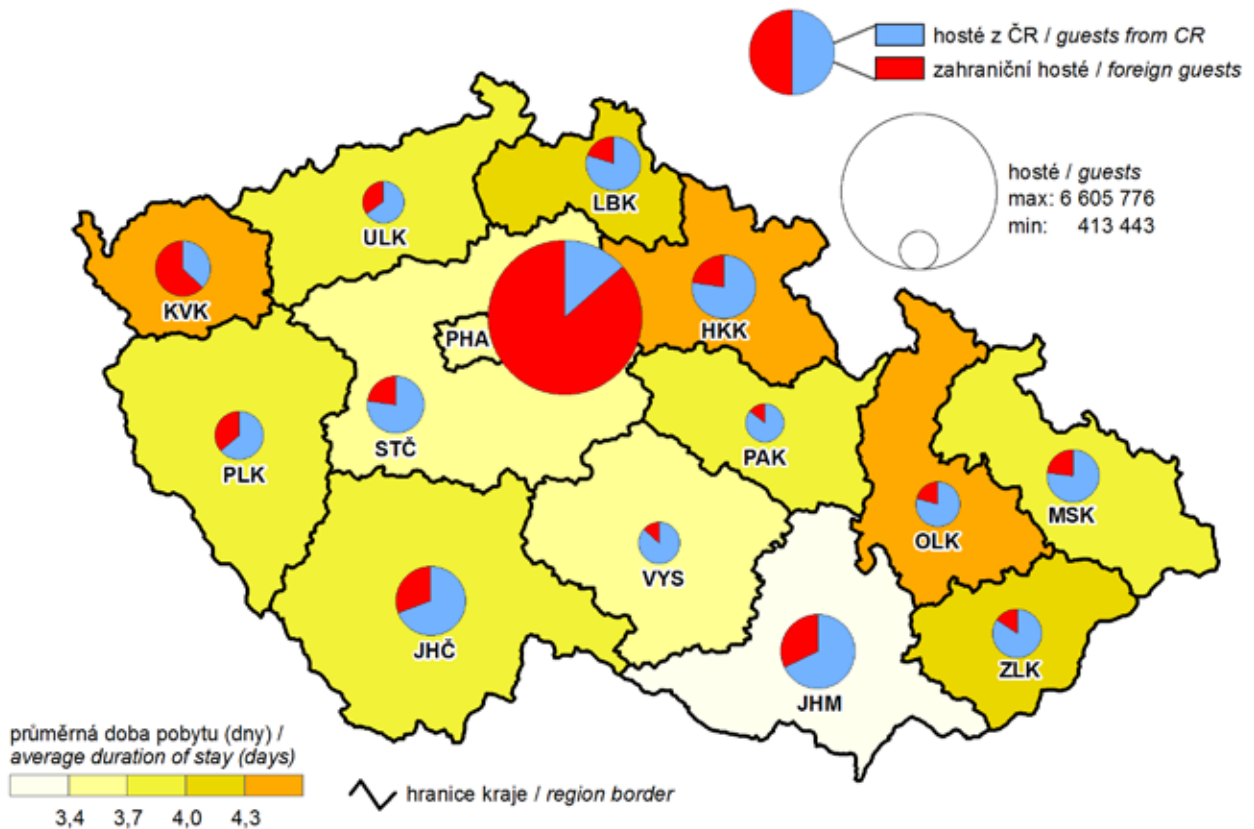 hosté z ČR / guests from CR
zahraniční hosté / foreign guests
hosté / guests
max: 6 605 776
min: 413 443
LBK
ULK
KVK
HKK
PHA
STČ
PAK
PLK
MSK
OLK
VYS
JHČ
ZLK
JHM
průměrná doba pobytu (dny) /
average duration of stay (days)
3,4 3,7 4,0 4,3
hranice kraje / region border